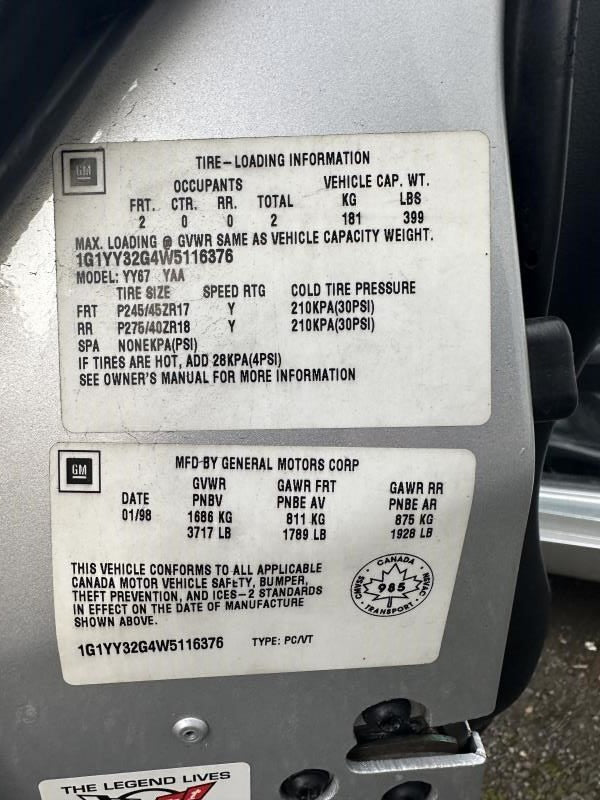 GM
TIRE-LOADING INFORMATION
OCCUPANTS VEHICLE CAP. WT.
FRT. CTR. RR. TOTAL KG LBS
2 0 0 2 181 399
MAX. LOADING @ GVWR SAME AS VEHICLE CAPACITY WEIGHT.
1G1YY32G4W5116376
MODEL: YY67 YAA
TIRE SIZE SPEED RTG COLD TIRE PRESSURE
FRT P245/45ZR17 Y 210KPA(30PSI)
RR P275/40ZR18 Y 210KPA(30PSI)
SPA NONEKPA(PSI)
IF TIRES ARE HOT, ADD 28KPA(4PSI)
SEE OWNER'S MANUAL FOR MORE INFORMATION
GM
MFD BY GENERAL MOTORS CORP
GVWR GAWR FRT GAWR RR
DATE PNBV PNBE AV PNBE AR
01/98 1686 KG 811 KG 875 KG
3717 LB 1789 LB 1928 LB
THIS VEHICLE CONFORMS TO ALL APPLICABLE
CANADA MOTOR VEHICLE SAFETY, BUMPER,
THEFT PREVENTION, AND ICES-2 STANDARDS
IN EFFECT ON THE DATE OF MANUFACTURE
SHOWN ABOVE.
CANADA
CMVSS 985 NSVAC
TRANSPORT
1G1YY32G4W5116376 TYPE: PC/VT
THE LEGEND LIVES